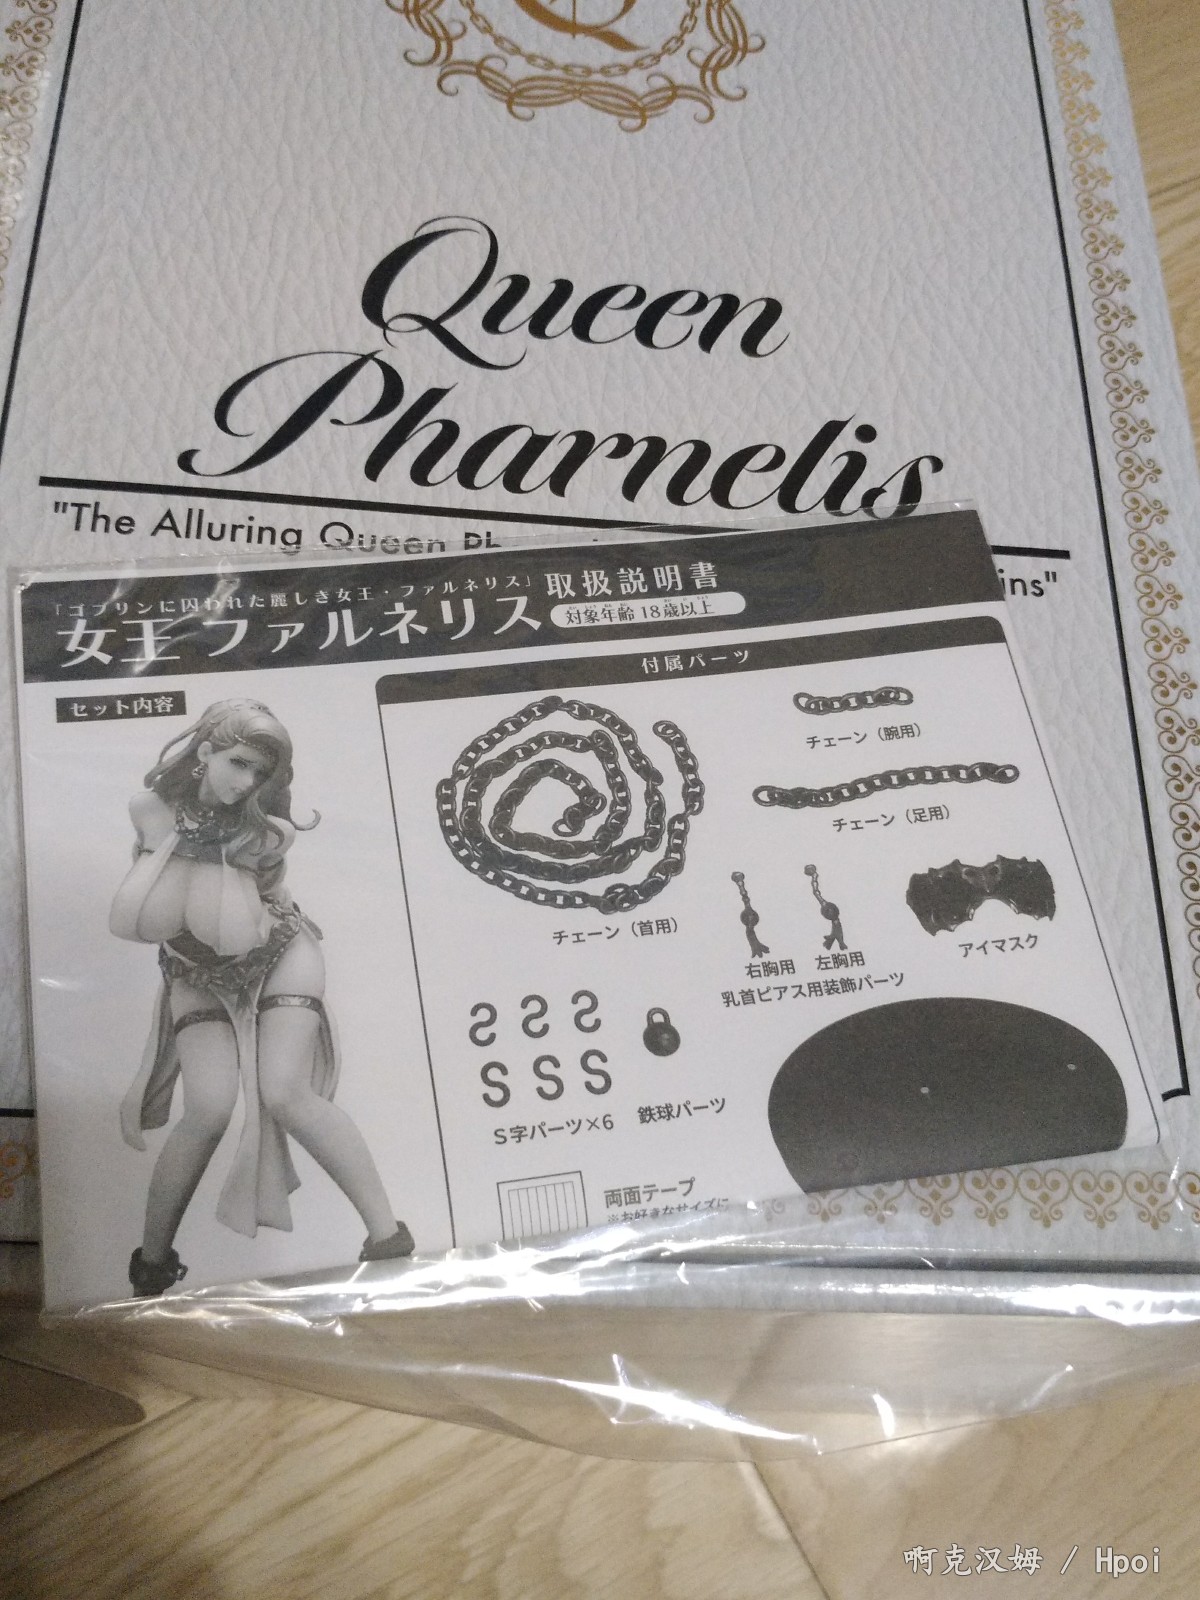 Q
Queen
Pharnelis
"The Alluring Queen
ins"
「ゴブリンに囚われた麗しき女王・ファルネリス」取扱説明書
女王 ファルネリス 対象年齢 18歳以上
セット内容
付属パーツ
チェーン（腕用）
チェーン（足用）
チェーン（首用）
右胸用 左胸用
乳首ピアス用装飾パーツ
アイマスク
S字パーツ×6
鉄球パーツ
両面テープ
※お好きなサイズに
啊克汉姆 / Hpoi